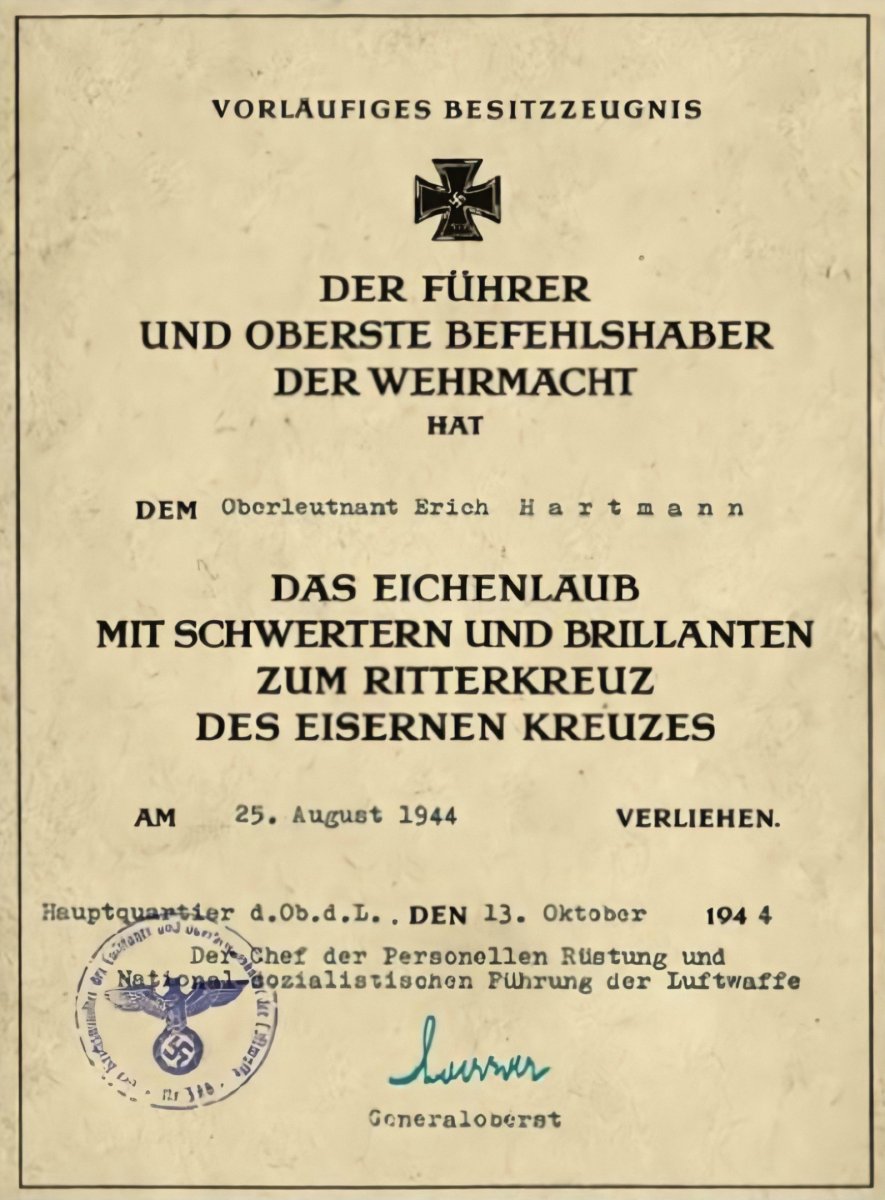 VORLÄUFIGES BESITZZEUGNIS
DER FÜHRER
UND OBERSTE BEFEHLSHABER
DER WEHRMACHT
HAT
DEM Oberleutnant Erich Hartmann
DAS EICHENLAUB
MIT SCHWERTERN UND BRILLANTEN
ZUM RITTERKREUZ
DES EISERNEN KREUZES
AM 25. August 1944 VERLIEHEN.
Hauptquartier d.Ob.d.L. . DEN 13. Oktober 1944
Der Chef der Personellen Rüstung und
National-sozialistischen Führung der Luftwaffe
Generaloberst